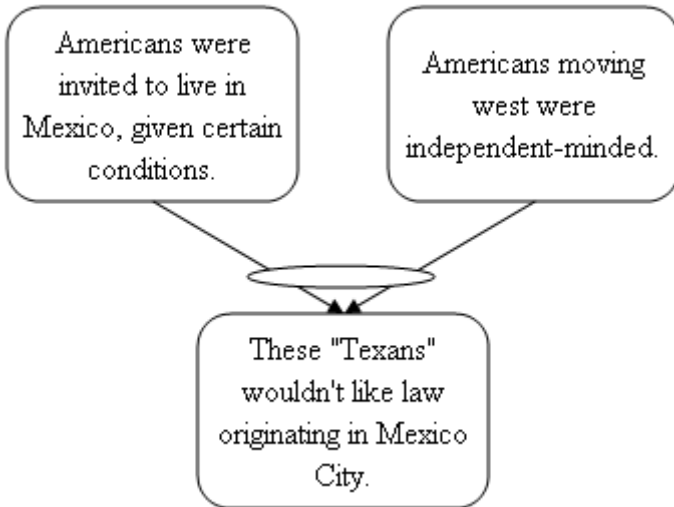 Americans were
invited to live in
Mexico, given certain
conditions.
Americans moving
west were
independent-minded.
These "Texans"
wouldn't like law
originating in Mexico
City.